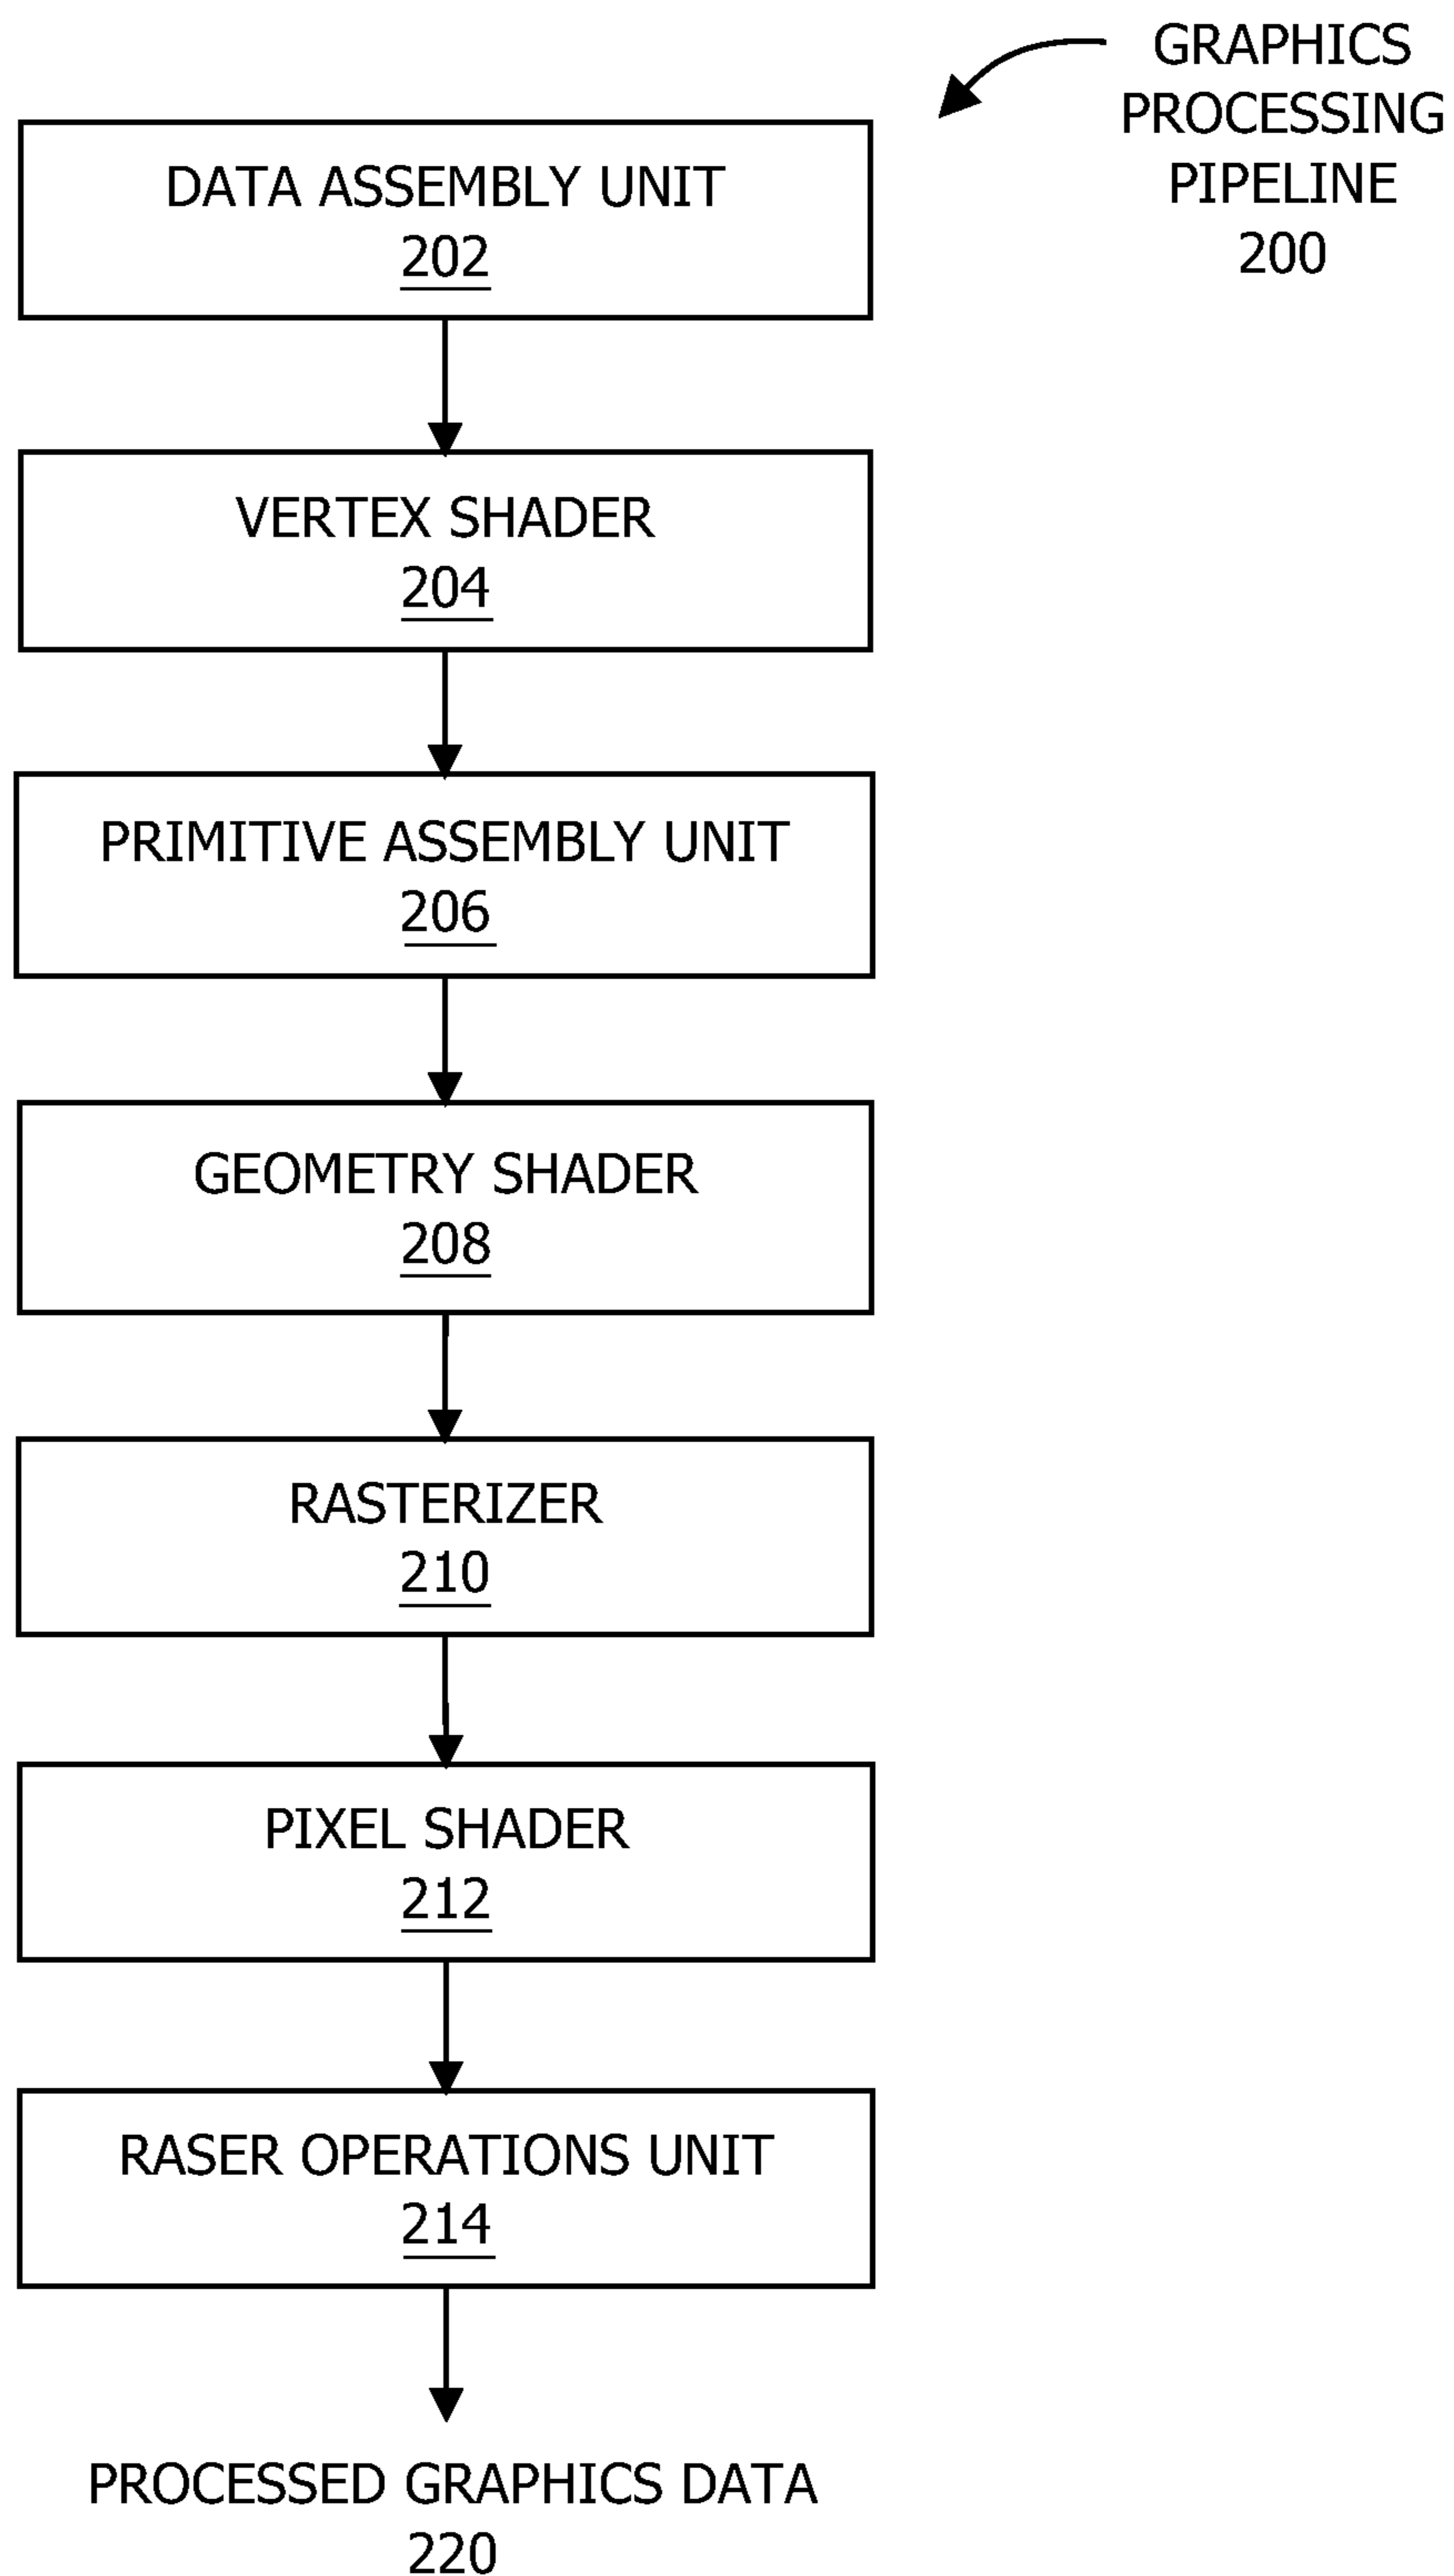 GRAPHICS
PROCESSING
PIPELINE
200
DATA ASSEMBLY UNIT
202
VERTEX SHADER
204
PRIMITIVE ASSEMBLY UNIT
206
GEOMETRY SHADER
208
RASTERIZER
210
PIXEL SHADER
212
RASER OPERATIONS UNIT
214
PROCESSED GRAPHICS DATA
220